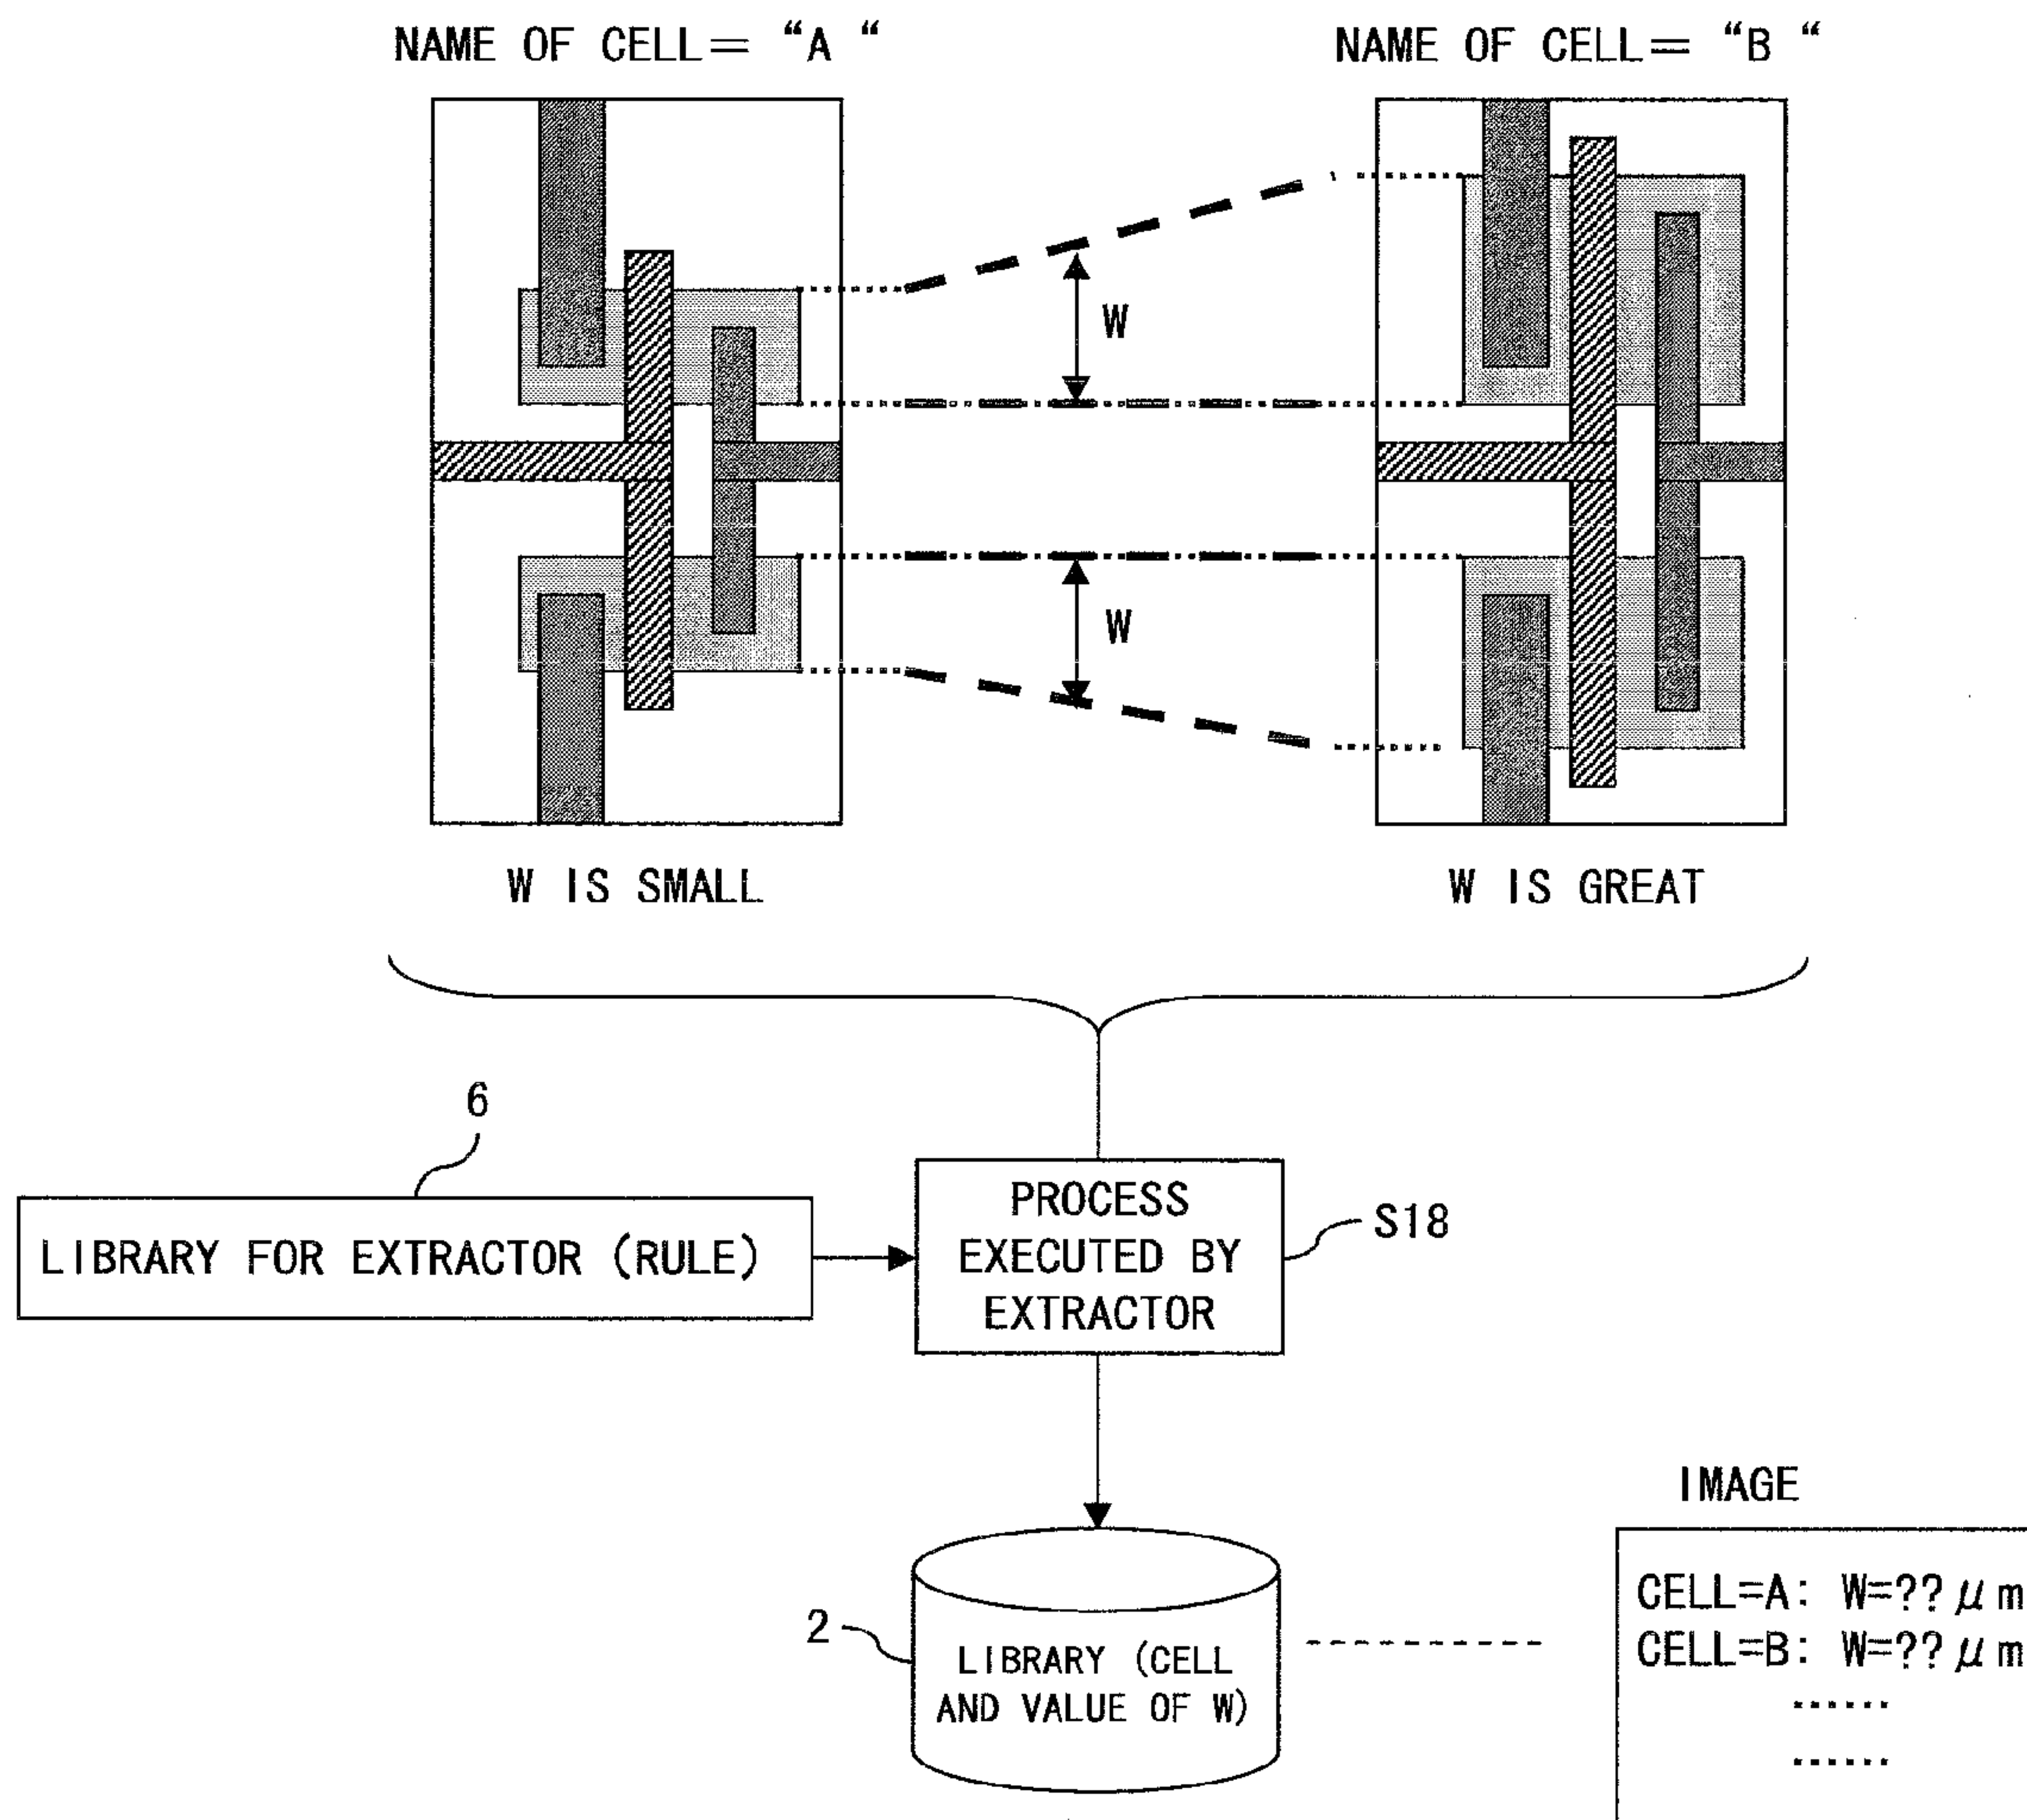 NAME OF CELL= “A “
NAME OF CELL= “B “
W
W
W IS SMALL
W IS GREAT
6
LIBRARY FOR EXTRACTOR (RULE)
PROCESS
EXECUTED BY
EXTRACTOR
S18
2
LIBRARY (CELL
AND VALUE OF W)
IMAGE
CELL=A: W=??μm
CELL=B: W=??μm
......
......